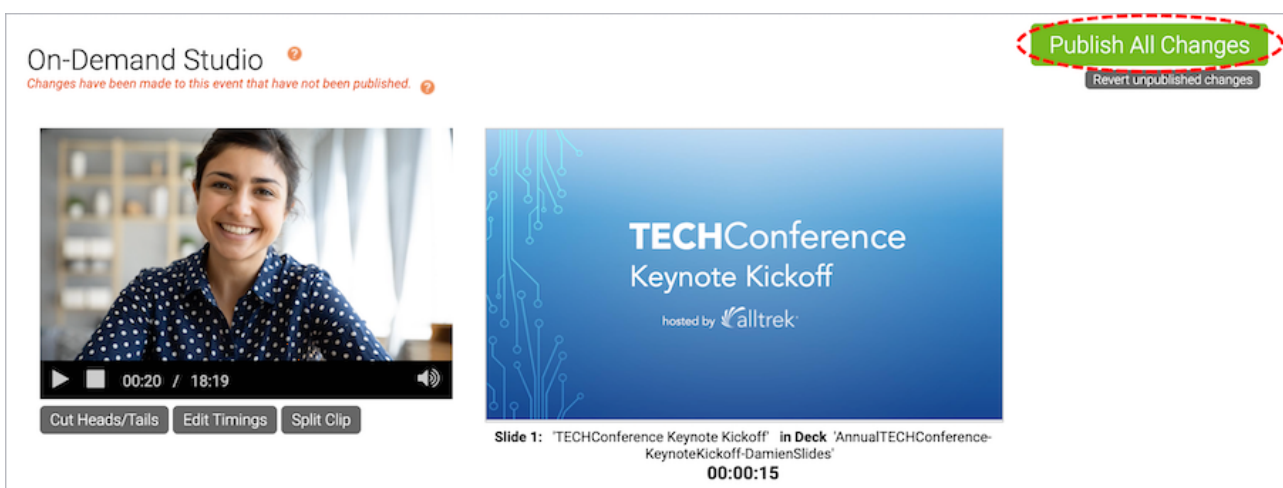 On-Demand Studio ?
Changes have been made to this event that have not been published. ?
Publish All Changes
Revert unpublished changes
TECHConference
Keynote Kickoff
hosted by alltrek
00:20 / 18:19
Cut Heads/Tails Edit Timings Split Clip
Slide 1: 'TECHConference Keynote Kickoff' in Deck 'AnnualTECHConference-
KeynoteKickoff-DamienSlides'
00:00:15